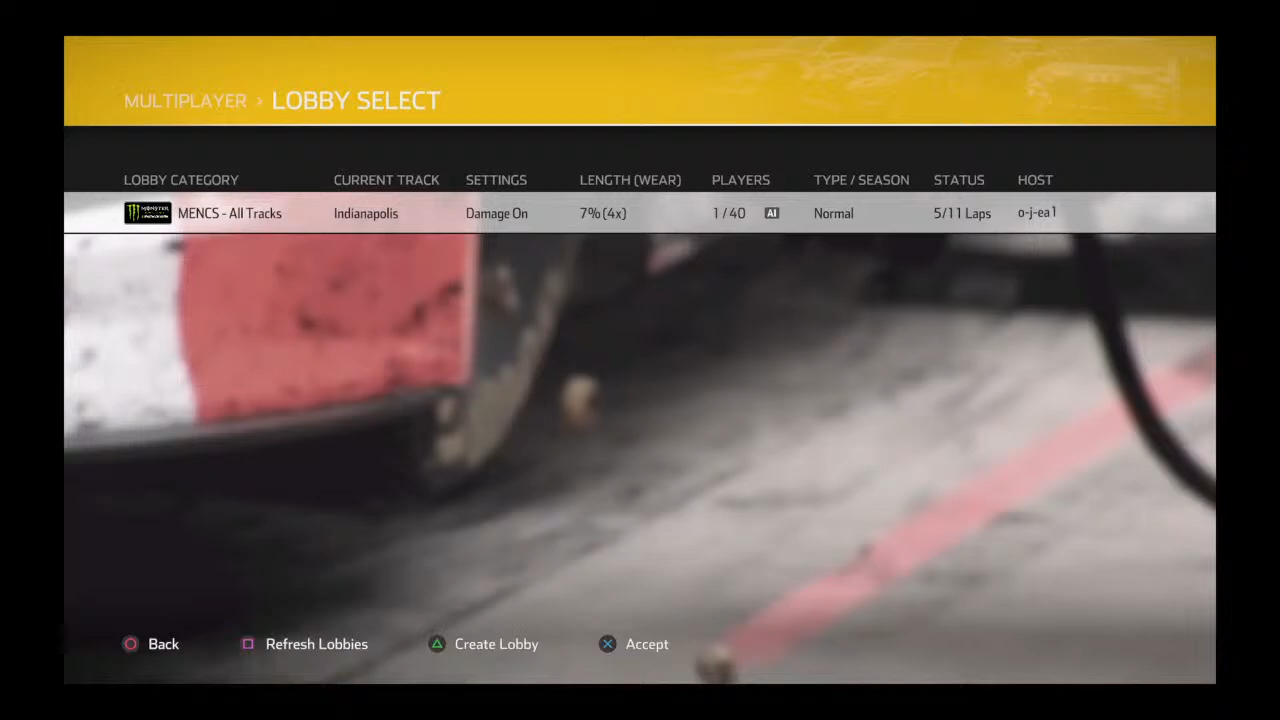 MULTIPLAYER > LOBBY SELECT
LOBBY CATEGORY CURRENT TRACK SETTINGS LENGTH (WEAR) PLAYERS TYPE / SEASON STATUS HOST
MONSTER MENCS - All Tracks Indianapolis Damage On 7% (4x) 1 / 40 AI Normal 5/11 Laps o-j-ea1
Back Refresh Lobbies Create Lobby Accept